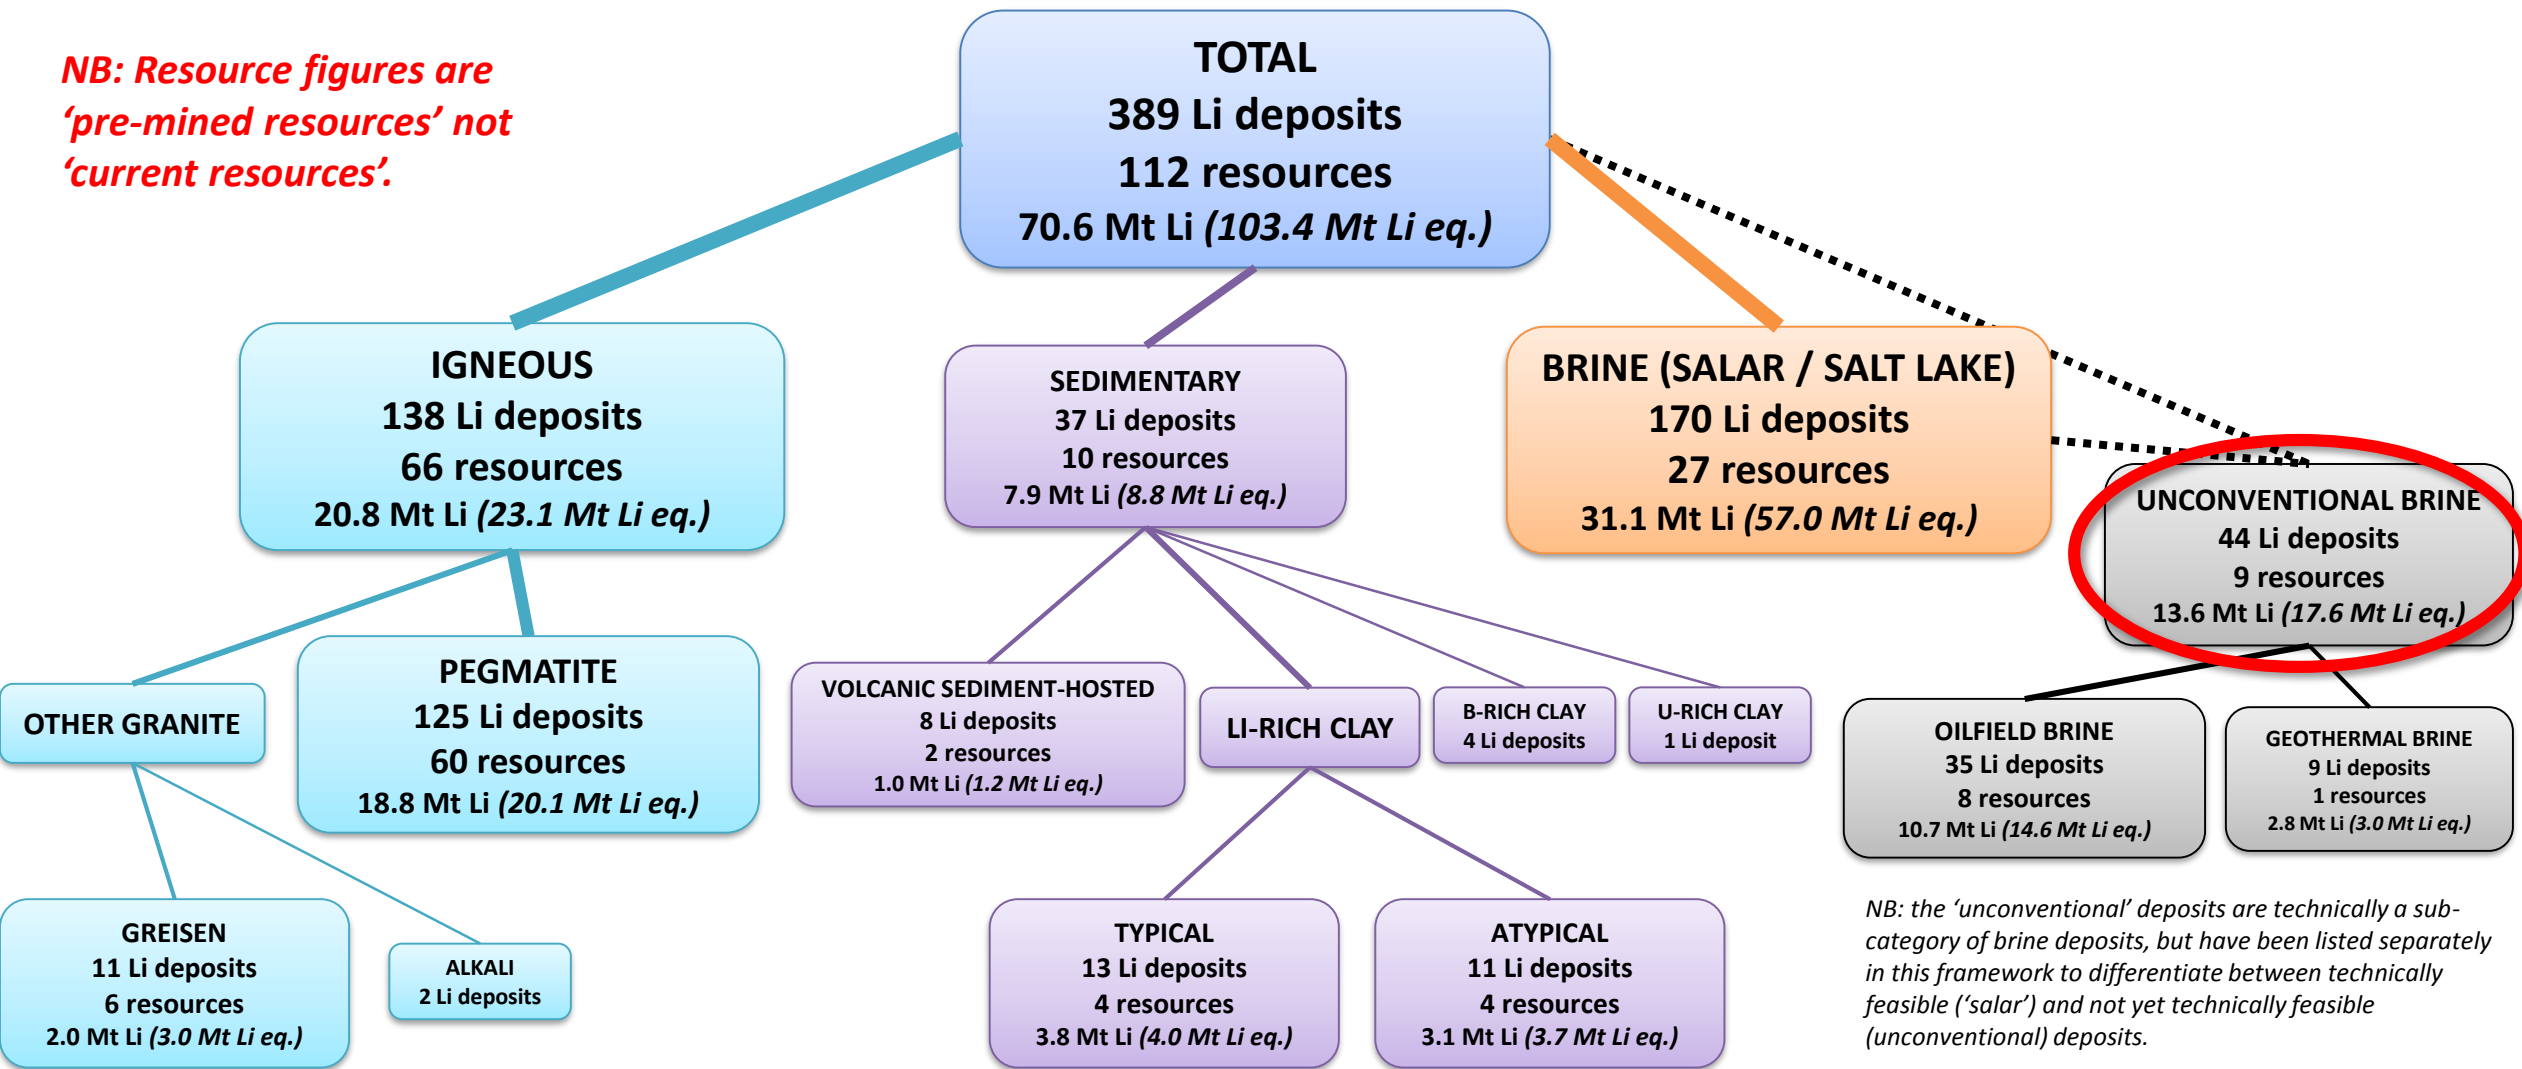 NB: Resource figures are
‘pre-mined resources’ not
‘current resources’.
TOTAL
389 Li deposits
112 resources
70.6 Mt Li (103.4 Mt Li eq.)
IGNEOUS
138 Li deposits
66 resources
20.8 Mt Li (23.1 Mt Li eq.)
SEDIMENTARY
37 Li deposits
10 resources
7.9 Mt Li (8.8 Mt Li eq.)
BRINE (SALAR / SALT LAKE)
170 Li deposits
27 resources
31.1 Mt Li (57.0 Mt Li eq.)
UNCONVENTIONAL BRINE
44 Li deposits
9 resources
13.6 Mt Li (17.6 Mt Li eq.)
OTHER GRANITE
PEGMATITE
125 Li deposits
60 resources
18.8 Mt Li (20.1 Mt Li eq.)
VOLCANIC SEDIMENT-HOSTED
8 Li deposits
2 resources
1.0 Mt Li (1.2 Mt Li eq.)
LI-RICH CLAY
B-RICH CLAY
4 Li deposits
U-RICH CLAY
1 Li deposit
OILFIELD BRINE
35 Li deposits
8 resources
10.7 Mt Li (14.6 Mt Li eq.)
GEOTHERMAL BRINE
9 Li deposits
1 resources
2.8 Mt Li (3.0 Mt Li eq.)
GREISEN
11 Li deposits
6 resources
2.0 Mt Li (3.0 Mt Li eq.)
ALKALI
2 Li deposits
TYPICAL
13 Li deposits
4 resources
3.8 Mt Li (4.0 Mt Li eq.)
ATYPICAL
11 Li deposits
4 resources
3.1 Mt Li (3.7 Mt Li eq.)
NB: the ‘unconventional’ deposits are technically a sub-
category of brine deposits, but have been listed separately
in this framework to differentiate between technically
feasible (‘salar’) and not yet technically feasible
(unconventional) deposits.